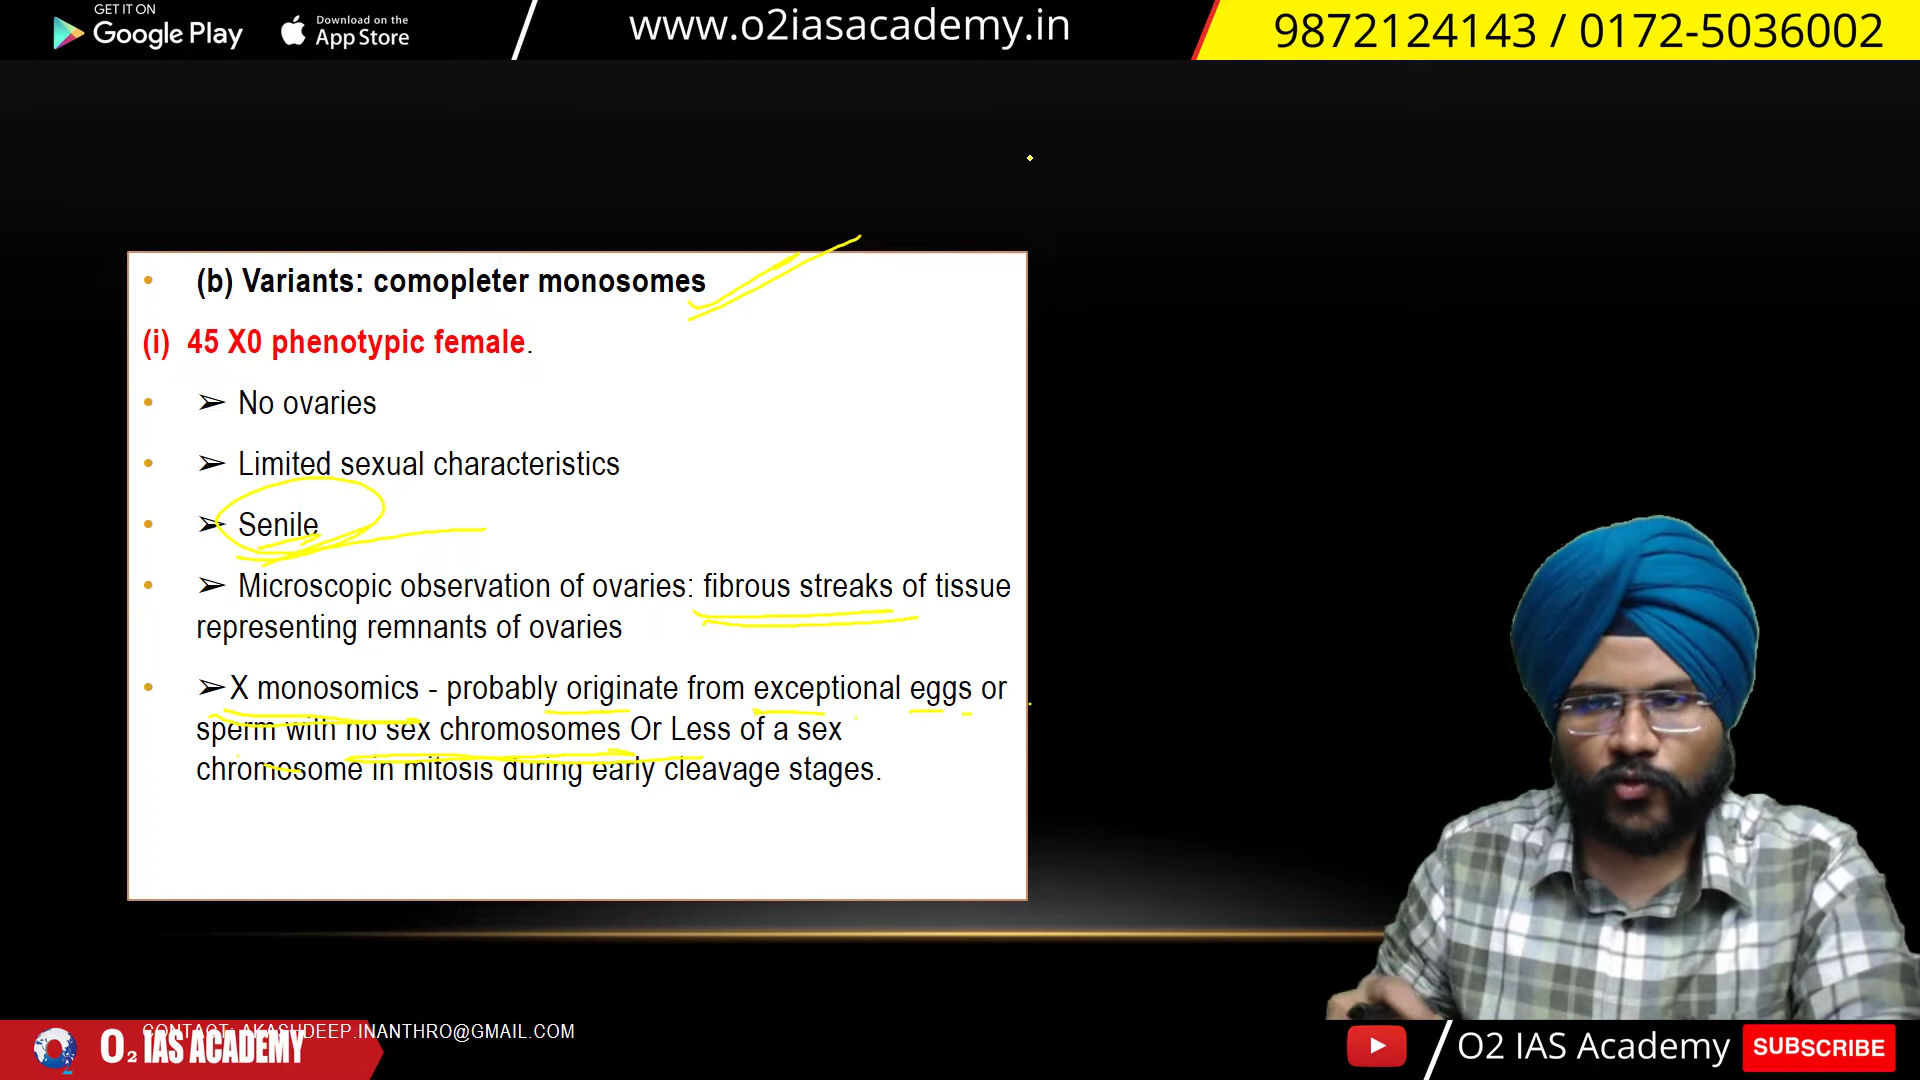 GET IT ON
Google Play
Download on the
App Store
www.o2iasacademy.in
9872124143 / 0172-5036002
(b) Variants: comopleter monosomes
(i) 45 X0 phenotypic female.
➢ No ovaries
➢ Limited sexual characteristics
➢ Senile
➢ Microscopic observation of ovaries: fibrous streaks of tissue
representing remnants of ovaries
➢X monosomics - probably originate from exceptional eggs or
sperm with no sex chromosomes Or Less of a sex
chromosome in mitosis during early cleavage stages.
CONTACT: AKASHDEEP.INANTHRO@GMAIL.COM
O2 IAS ACADEMY
O2 IAS Academy
SUBSCRIBE